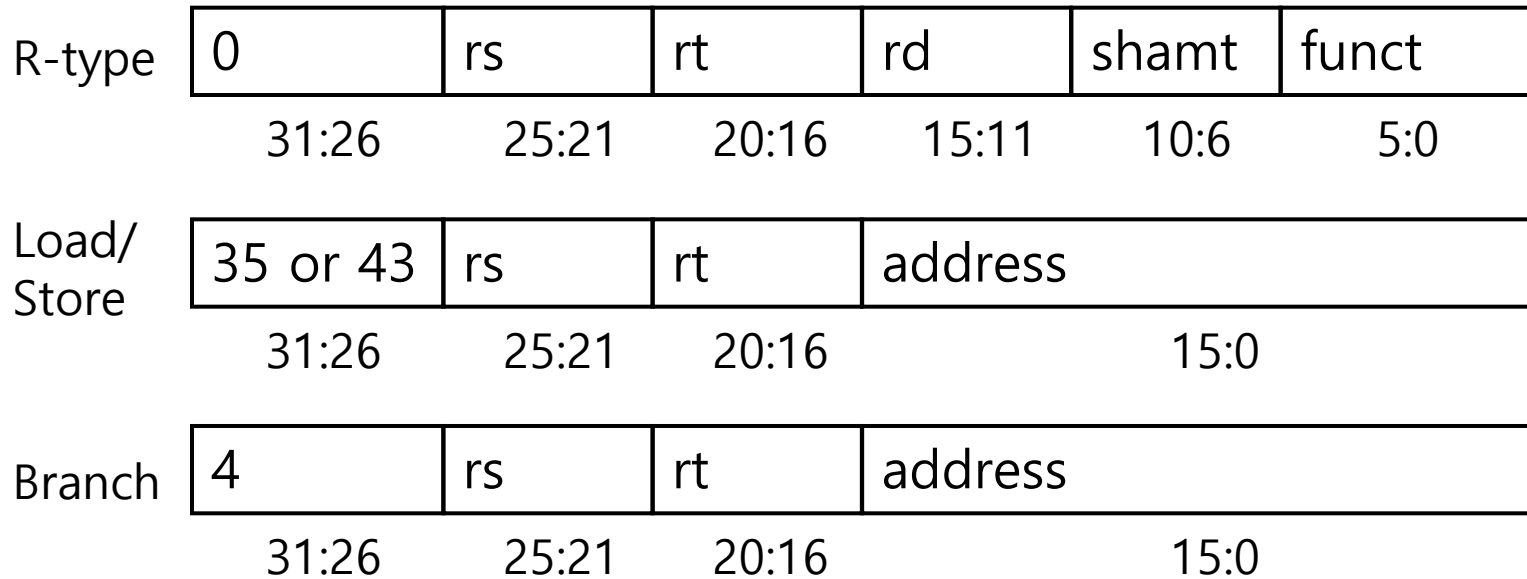 R-type 0 rs rt rd shamt funct
31:26 25:21 20:16 15:11 10:6 5:0
Load/
Store
35 or 43 rs rt address
31:26 25:21 20:16 15:0
Branch 4 rs rt address
31:26 25:21 20:16 15:0